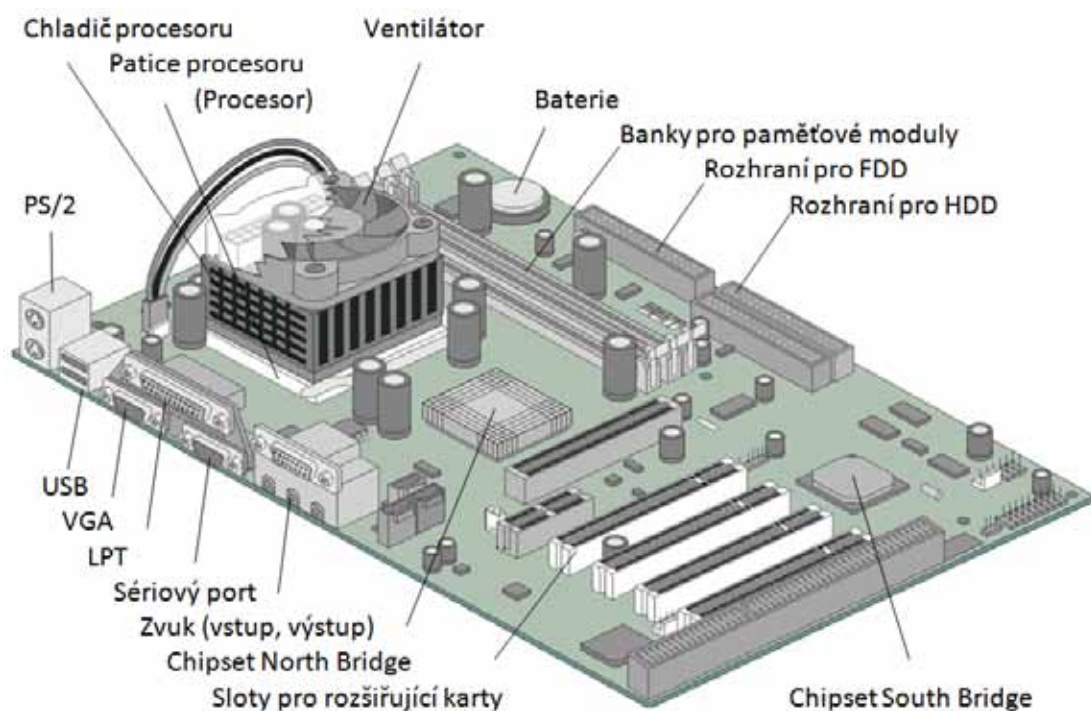 Chladič procesoru
Ventilátor
Patice procesoru
(Procesor)
Baterie
Banky pro paměťové moduly
Rozhraní pro FDD
Rozhraní pro HDD
PS/2
USB
VGA
LPT
Sériový port
Zvuk (vstup, výstup)
Chipset North Bridge
Sloty pro rozšiřující karty
Chipset South Bridge